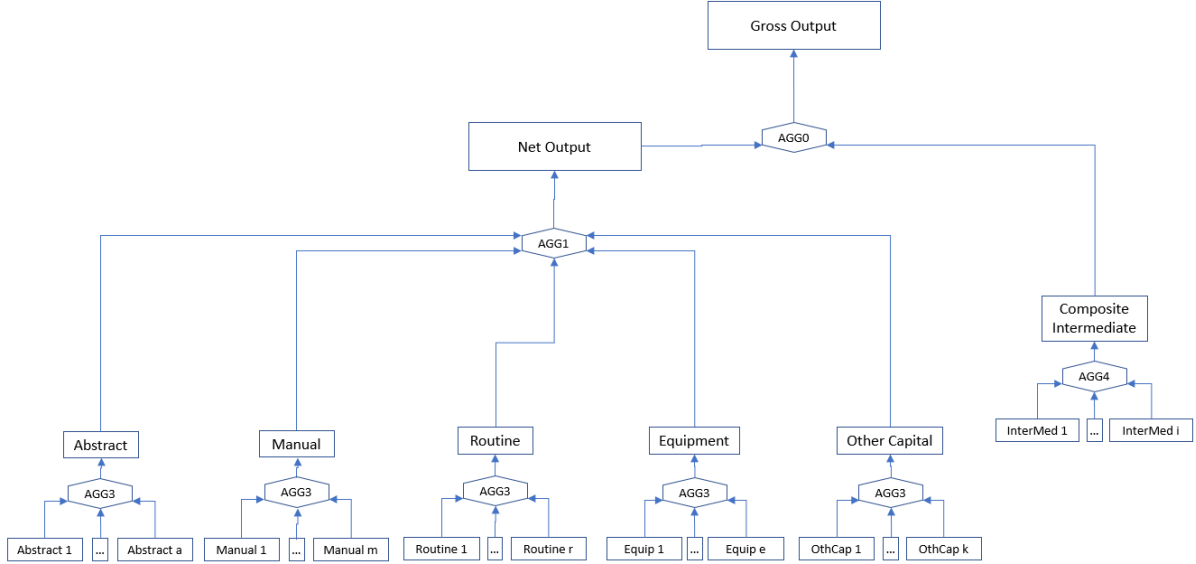 Gross Output
AGG0
Net Output
AGG1
Composite
Intermediate
AGG4
InterMed 1
...
InterMed i
Abstract
Manual
Routine
Equipment
Other Capital
AGG3
AGG3
AGG3
AGG3
AGG3
Abstract 1
...
Abstract a
Manual 1
...
Manual m
Routine 1
...
Routine r
Equip 1
...
Equip e
OthCap 1
...
OthCap k